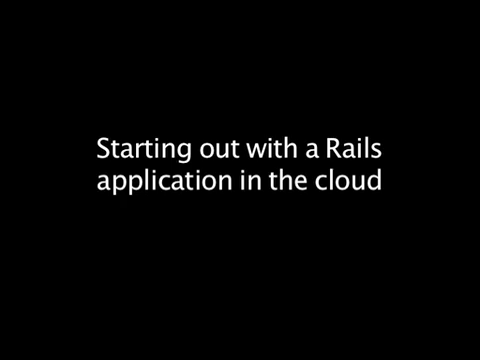 Starting out with a Rails
application in the cloud